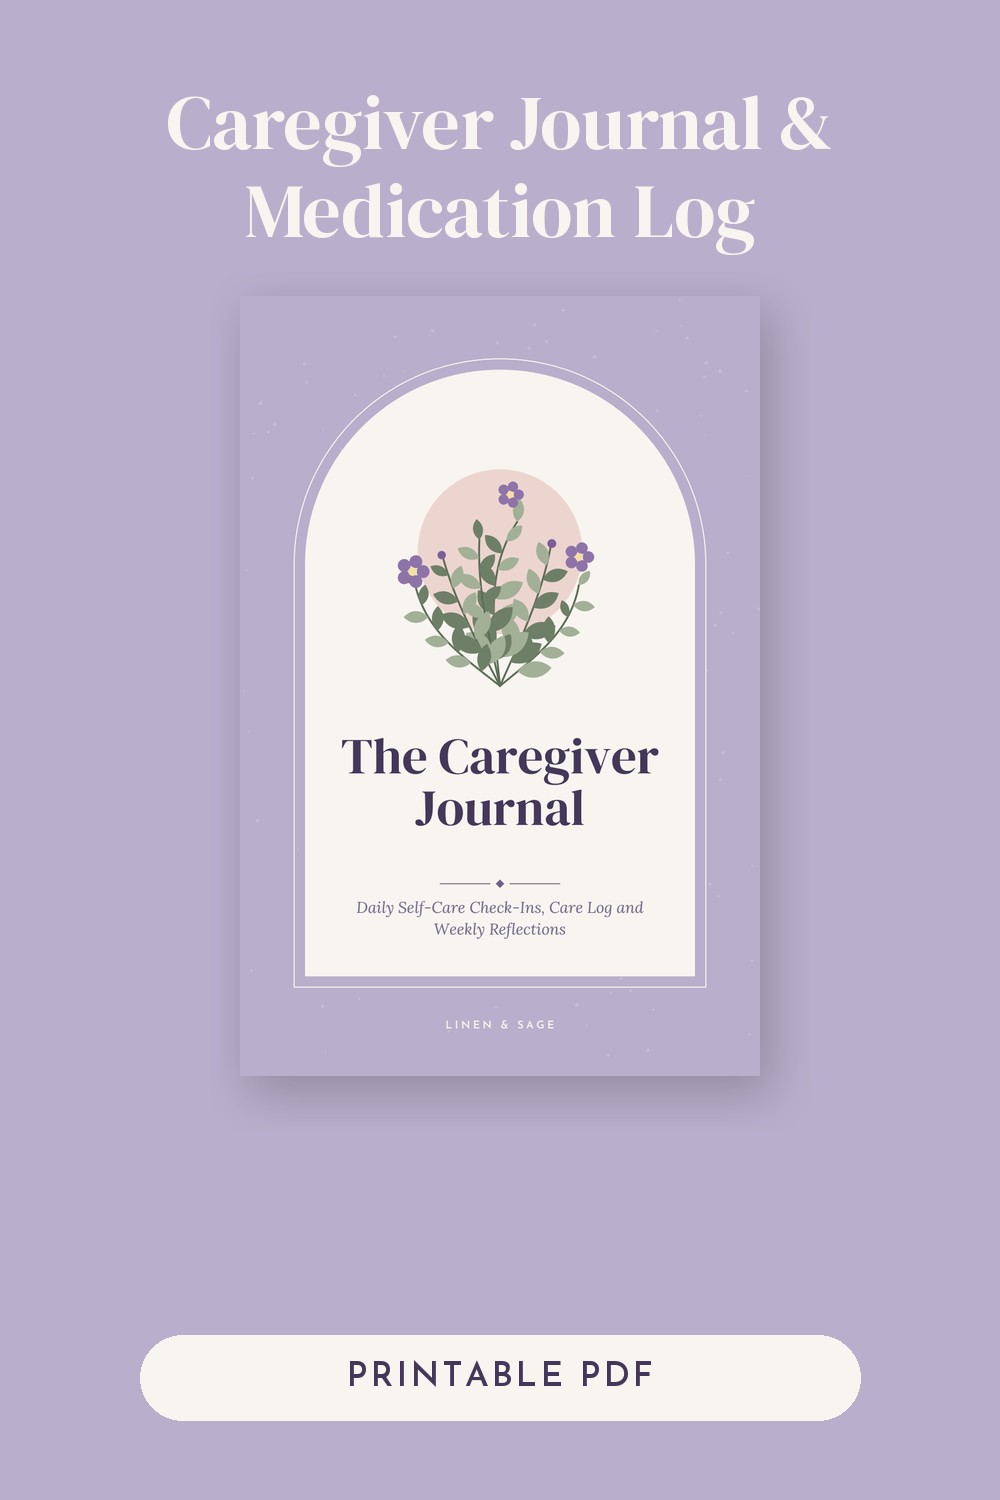 Caregiver Journal &
Medication Log
The Caregiver
Journal
Daily Self-Care Check-Ins, Care Log and
Weekly Reflections
LINEN & SAGE
PRINTABLE PDF